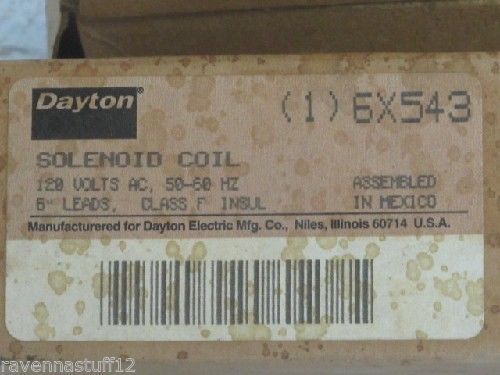 Dayton®
(1) 6X543
SOLENOID COIL
120 VOLTS AC, 50-60 HZ
6" LEADS, CLASS F INSUL
ASSEMBLED
IN MEXICO
Manufacturered for Dayton Electric Mfg. Co., Niles, Illinois 60714 U.S.A.
ravennastuff12